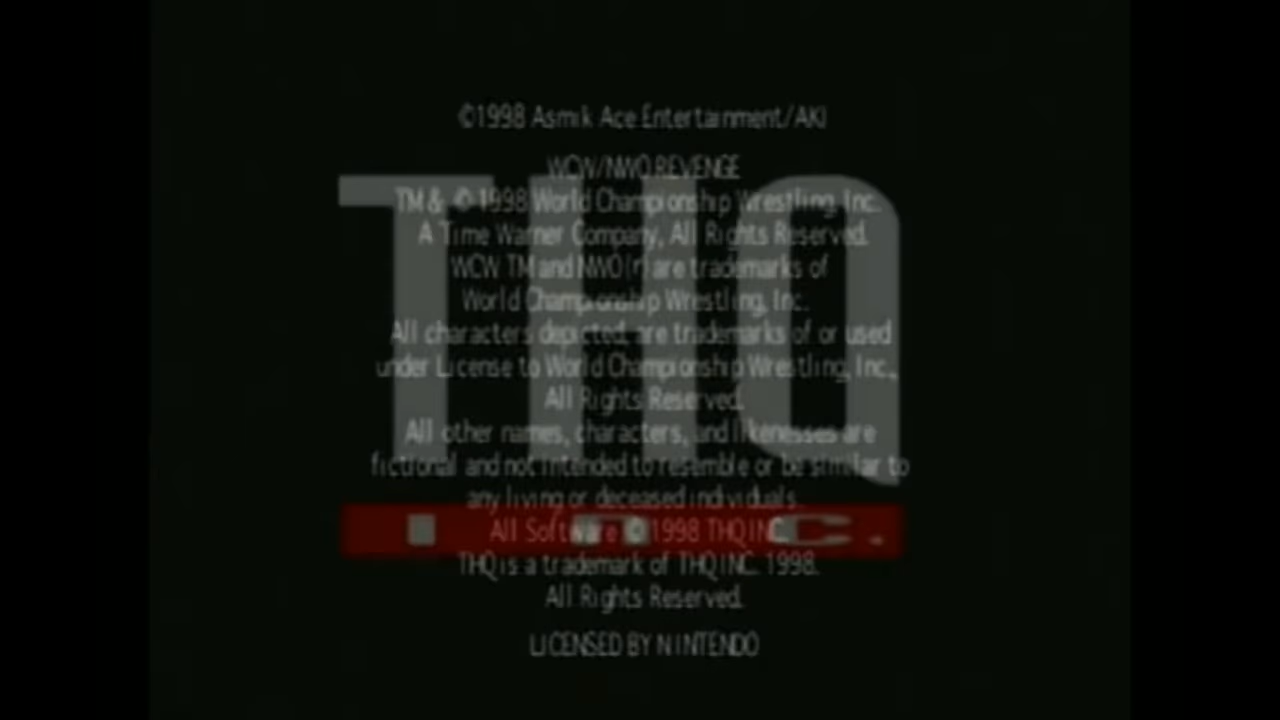 ©1998 Asmik Ace Entertainment/AKI
WCW/NWO REVENGE
THQ
TM & © 1998 World Championship Wrestling, Inc.
A Time Warner Company, All Rights Reserved.
WCW TM and NWO (r) are trademarks of
World Championship Wrestling, Inc.
All characters depicted, are trademarks of or used
under License to World Championship Wrestling, Inc.,
All Rights Reserved.
All other names, characters, and likenesses are
fictional and not intended to resemble or be similar to
any living or deceased individuals.
Inc.
All Software © 1998 THQ INC.
THQ is a trademark of THQ INC. 1998.
All Rights Reserved.
LICENSED BY NINTENDO